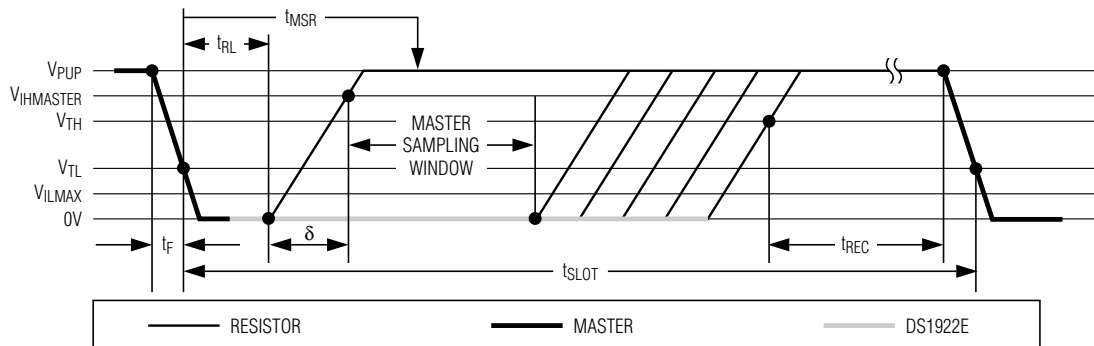 tMSR
tRL
VPUP
VIHMASTER
VTH
MASTER
SAMPLING
WINDOW
VTL
VILMAX
0V
tF
δ
tREC
tSLOT
RESISTOR MASTER DS1922E